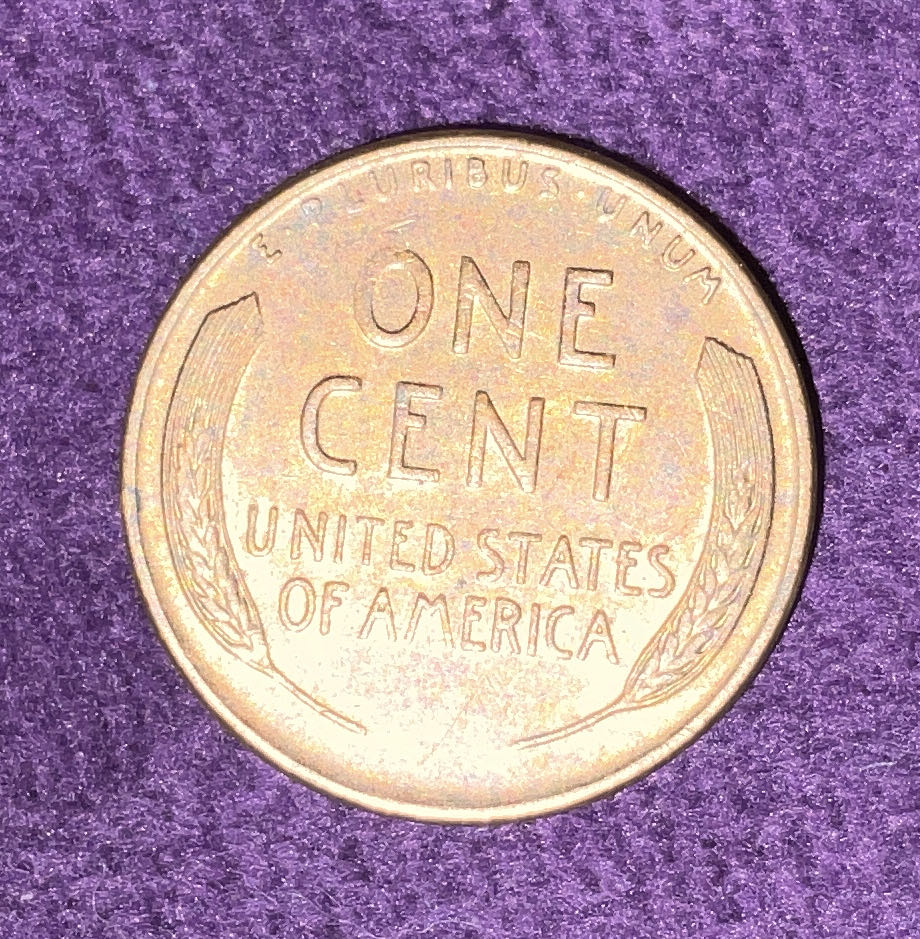 E · PLURIBUS · UNUM
ONE
CENT
UNITED STATES
OF AMERICA